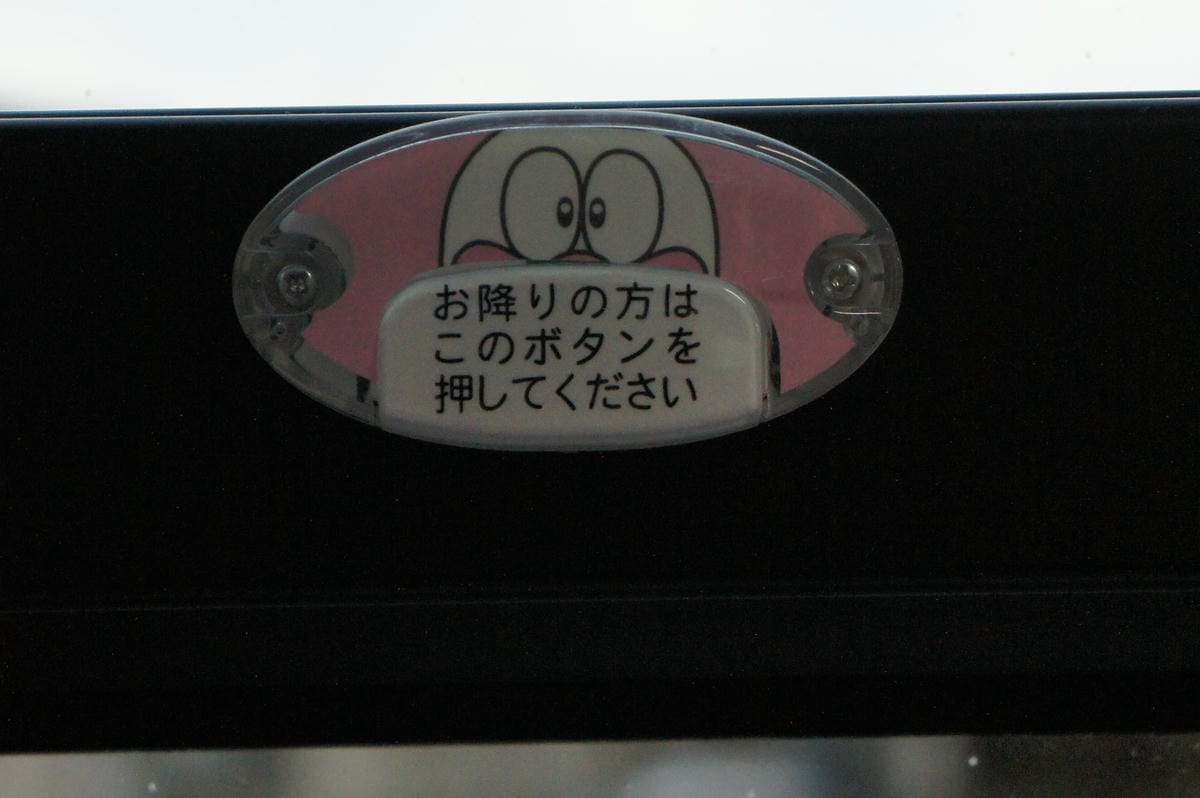 お降りの方は
このボタンを
押してください